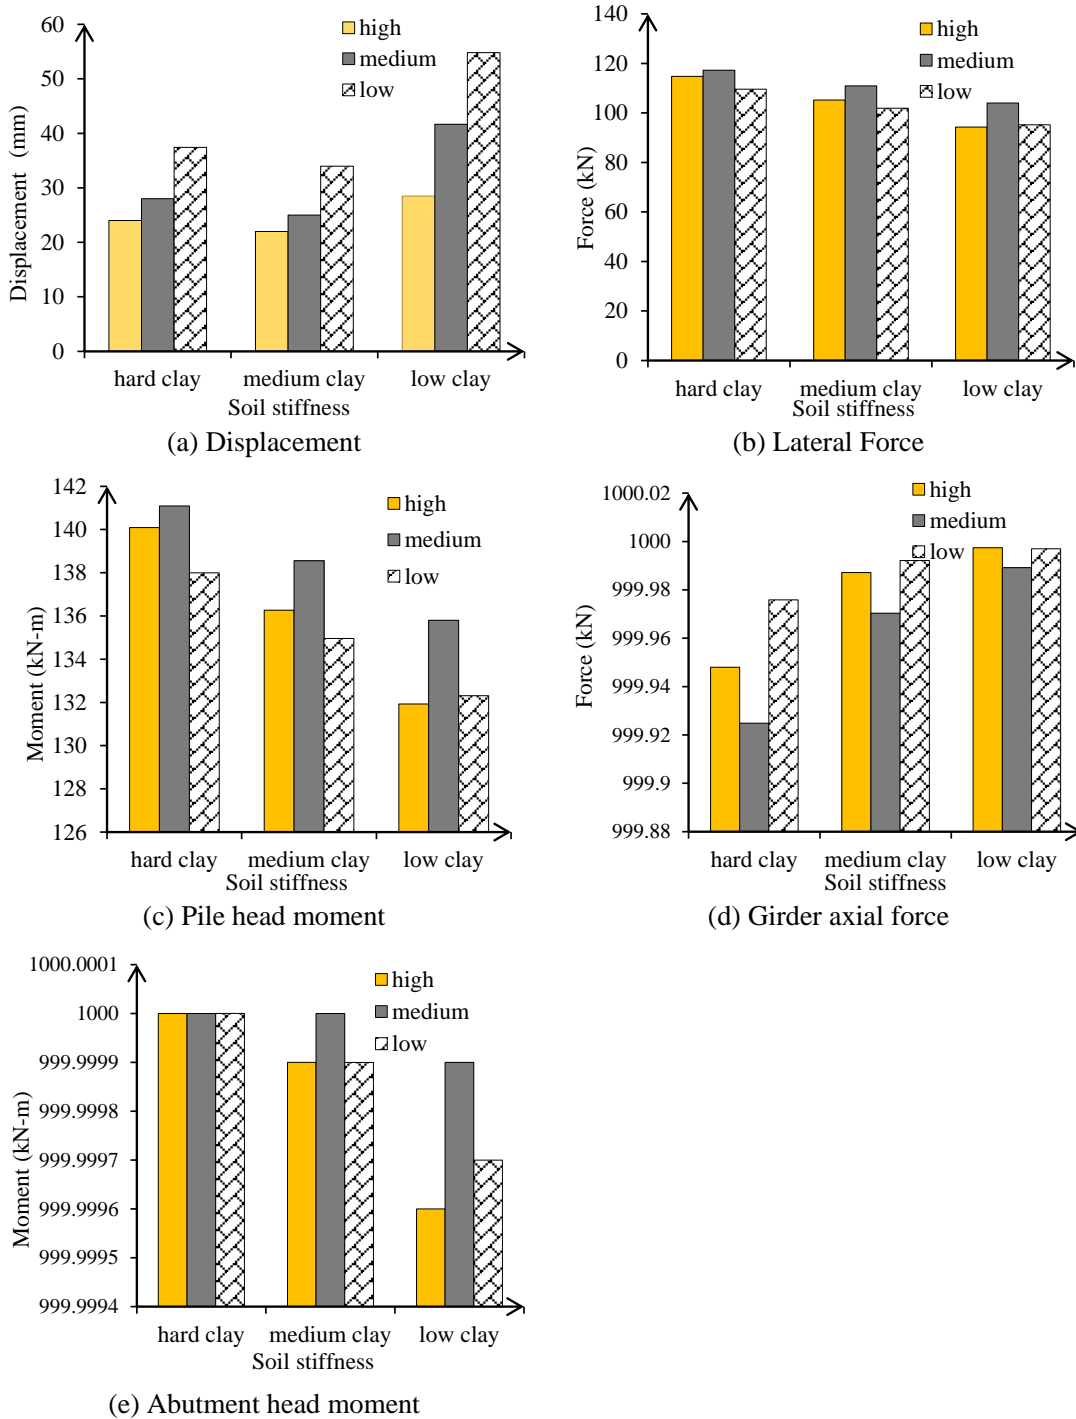 60
50
40
30
20
10
0
Displacement (mm)
high
medium
low
hard clay
medium clay
low clay
Soil stiffness
(a) Displacement
140
120
100
80
60
40
20
0
Force (kN)
high
medium
low
hard clay
medium clay
low clay
Soil stiffness
(b) Lateral Force
142
140
138
136
134
132
130
128
126
Moment (kN-m)
high
medium
low
hard clay
medium clay
low clay
Soil stiffness
(c) Pile head moment
1000.02
1000
999.98
999.96
999.94
999.92
999.9
999.88
Force (kN)
high
medium
low
hard clay
medium clay
low clay
Soil stiffness
(d) Girder axial force
1000.0001
1000
999.9999
999.9998
999.9997
999.9996
999.9995
999.9994
Moment (kN-m)
high
medium
low
hard clay
medium clay
low clay
Soil stiffness
(e) Abutment head moment